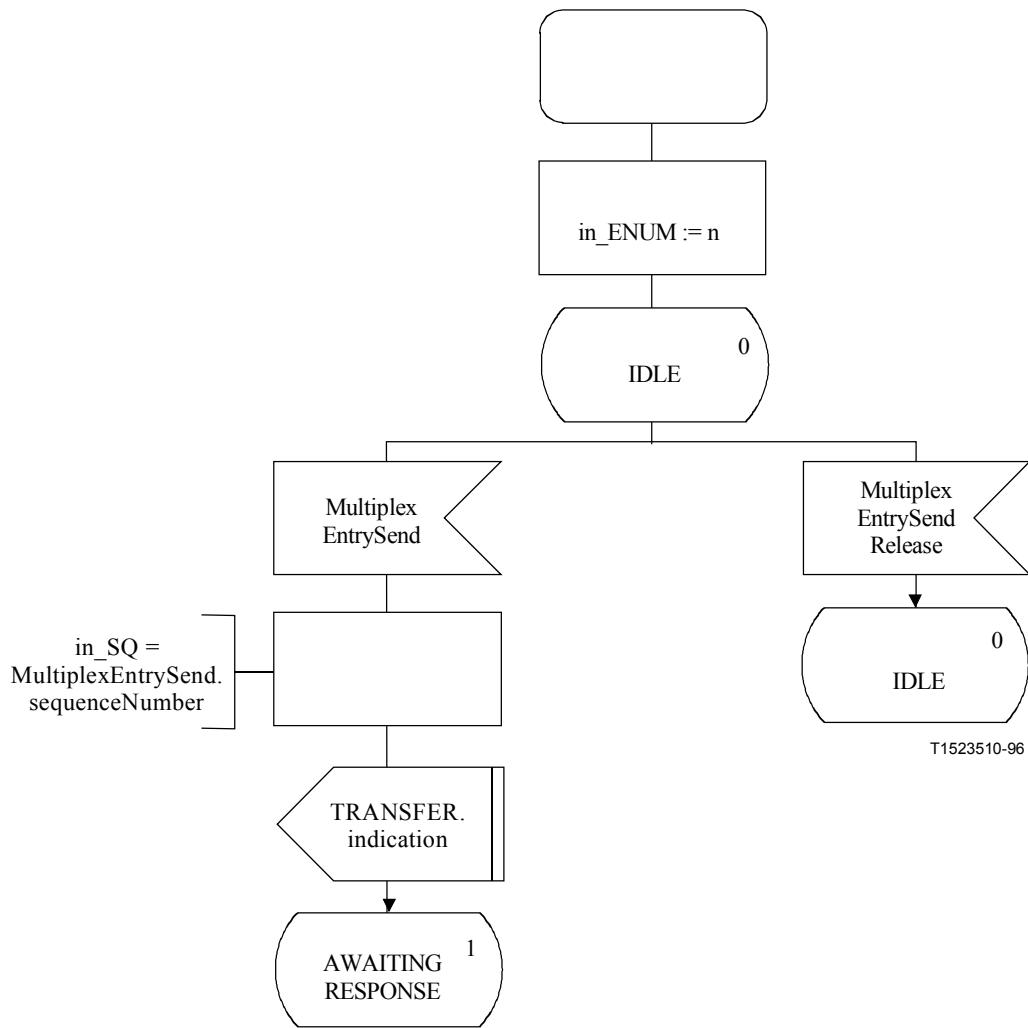 in_ENUM := n
0
IDLE
Multiplex
EntrySend
Multiplex
EntrySend
Release
in_SQ =
MultiplexEntrySend.
sequenceNumber
0
IDLE
T1523510-96
TRANSFER.
indication
1
AWAITING
RESPONSE